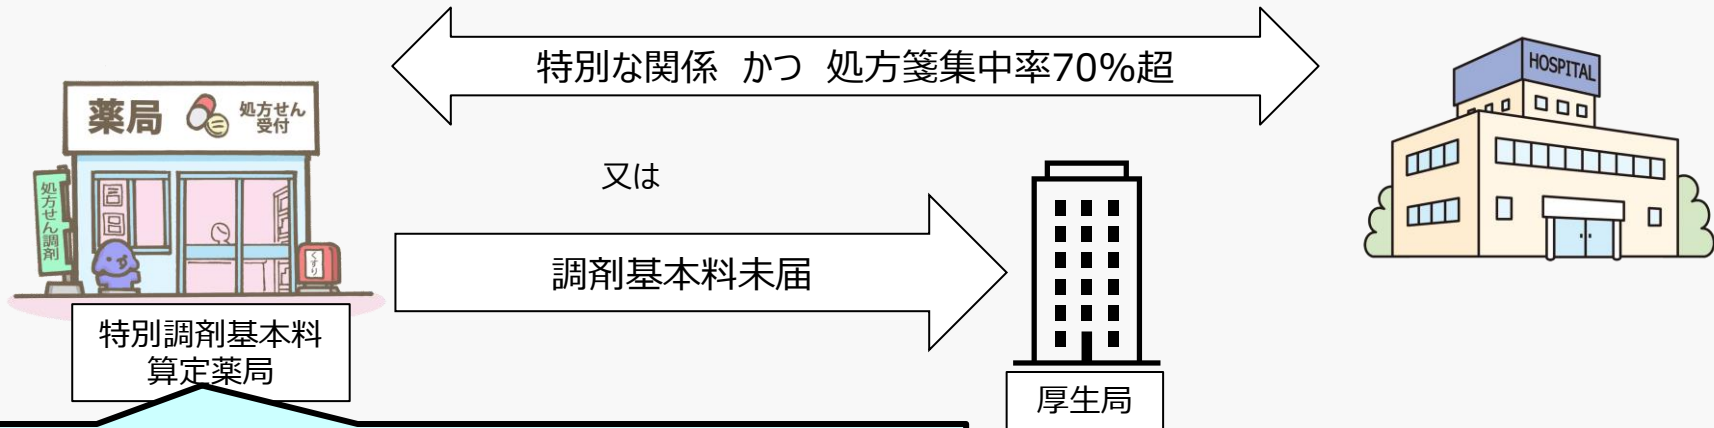 特別な関係 かつ 処方箋集中率70%超
HOSPITAL
薬局
処方せん
受付
処方せん調剤
くすり
又は
調剤基本料未届
特別調剤基本料
算定薬局
厚生局